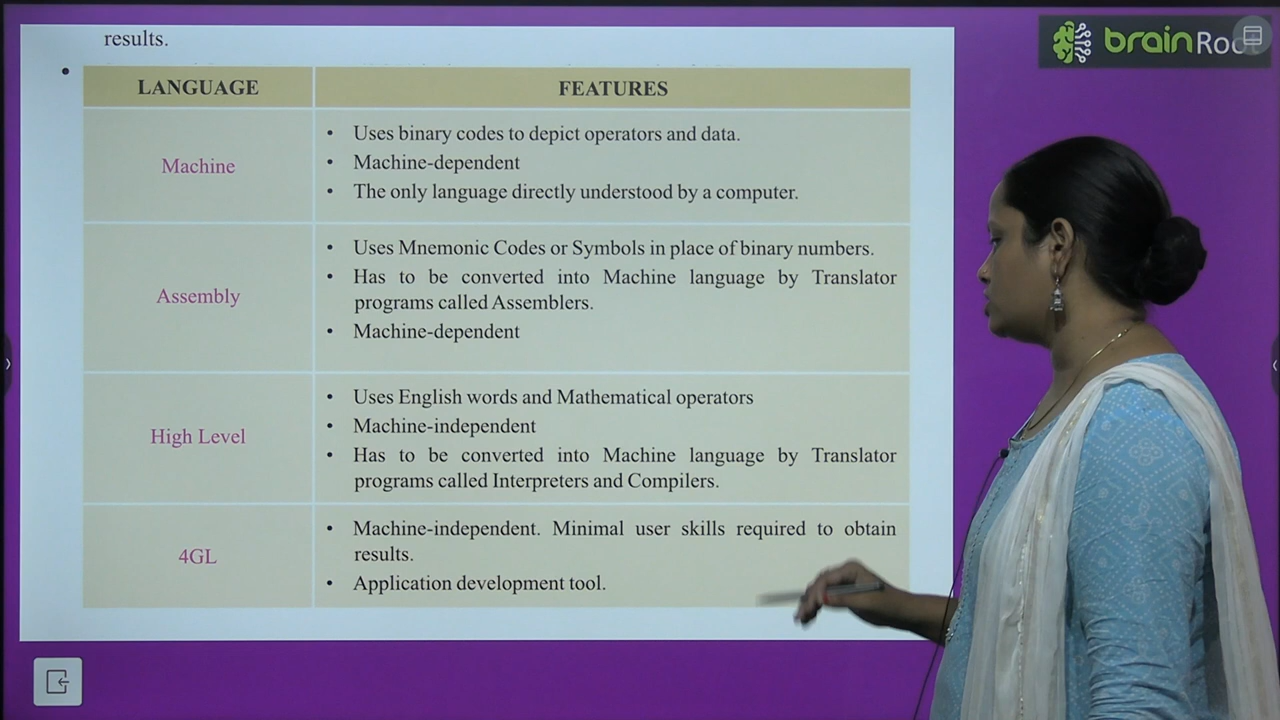 results.
LANGUAGE
FEATURES
Machine
• Uses binary codes to depict operators and data.
• Machine-dependent
• The only language directly understood by a computer.
Assembly
• Uses Mnemonic Codes or Symbols in place of binary numbers.
• Has to be converted into Machine language by Translator
programs called Assemblers.
• Machine-dependent
High Level
• Uses English words and Mathematical operators
• Machine-independent
• Has to be converted into Machine language by Translator
programs called Interpreters and Compilers.
4GL
• Machine-independent. Minimal user skills required to obtain
results.
• Application development tool.
brain